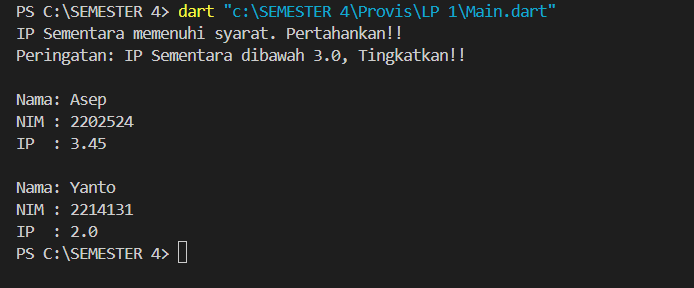 PS C:\SEMESTER 4> dart "c:\SEMESTER 4\Provis\LP 1\Main.dart"
IP Sementara memenuhi syarat. Pertahankan!!
Peringatan: IP Sementara dibawah 3.0, Tingkatkan!!

Nama: Asep
NIM : 2202524
IP  : 3.45

Nama: Yanto
NIM : 2214131
IP  : 2.0
PS C:\SEMESTER 4>